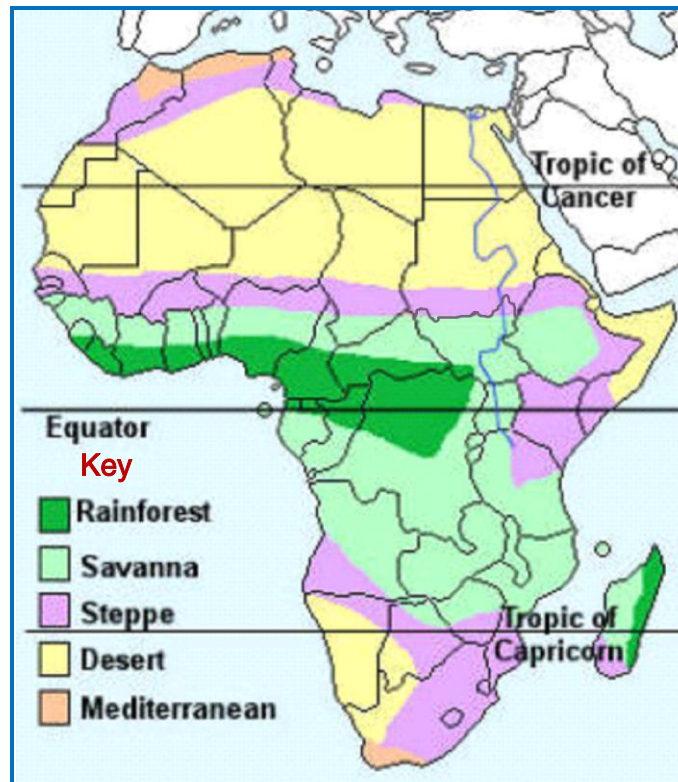 Tropic of
Cancer
Equator
Key
Rainforest
Savanna
Steppe
Tropic of
Capricorn
Desert
Mediterranean